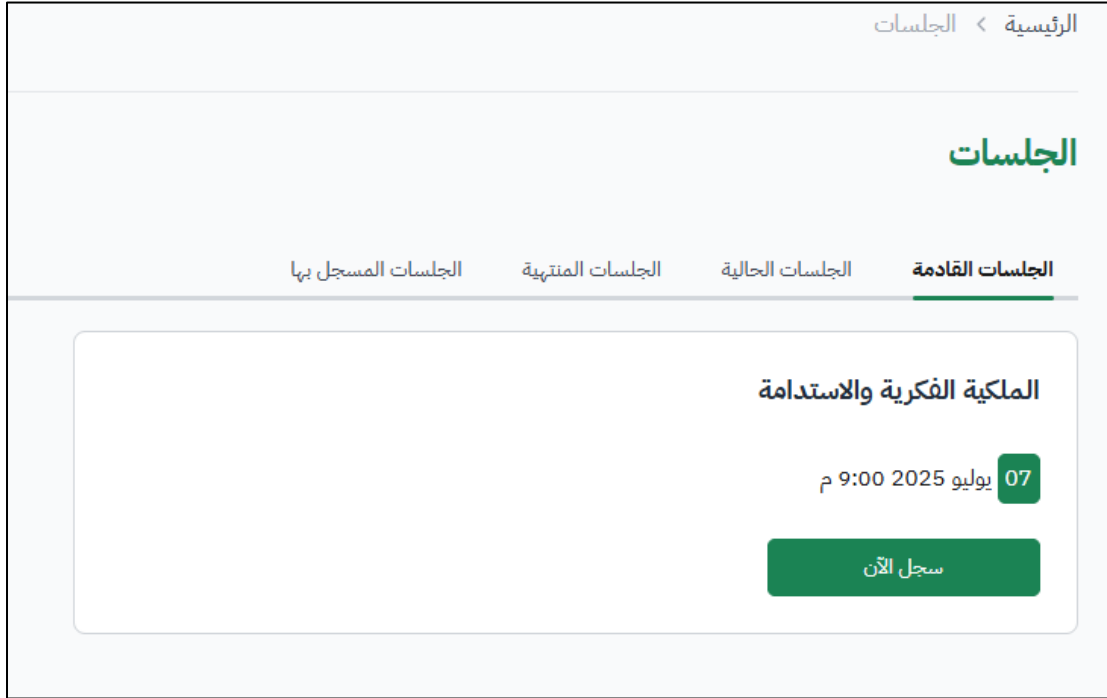 الرئيسية > الجلسات
الجلسات
الجلسات القادمة الجلسات الحالية الجلسات المنتهية الجلسات المسجل بها
الملكية الفكرية والاستدامة
07 يوليو 2025 9:00 م
سجل الآن